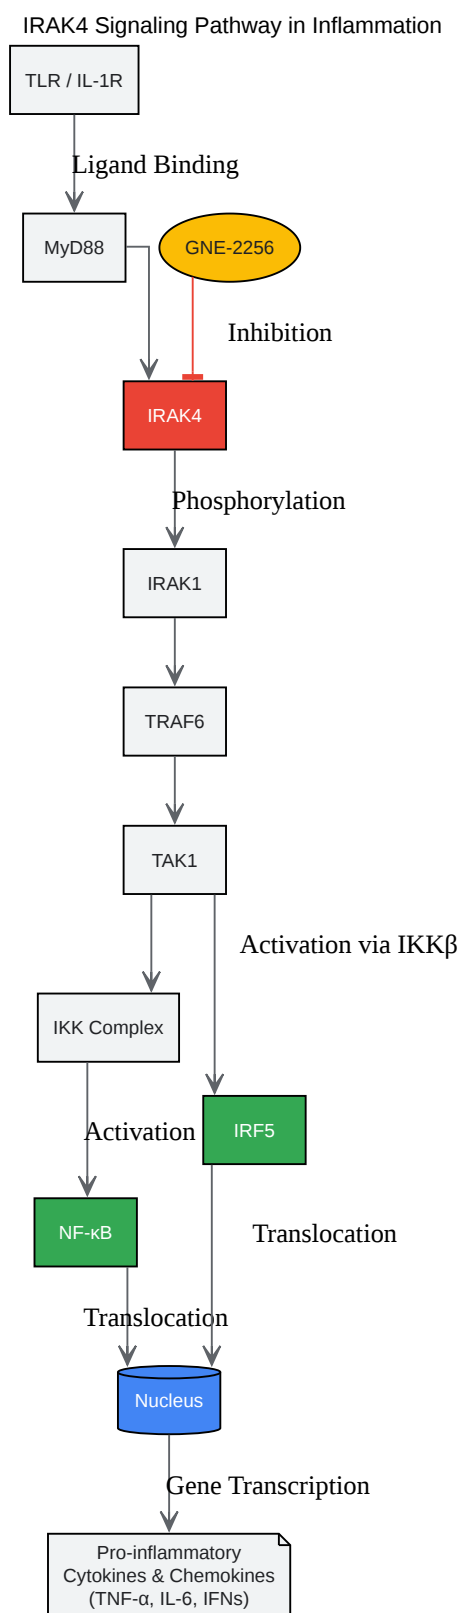 IRAK4 Signaling Pathway in Inflammation
TLR / IL-1R
Ligand Binding
MyD88
GNE-2256
Inhibition
IRAK4
Phosphorylation
IRAK1
TRAF6
TAK1
Activation via IKKβ
IKK Complex
Activation
IRF5
NF-κB
Translocation
Translocation
Nucleus
Gene Transcription
Pro-inflammatory
Cytokines & Chemokines
(TNF-α, IL-6, IFNs)